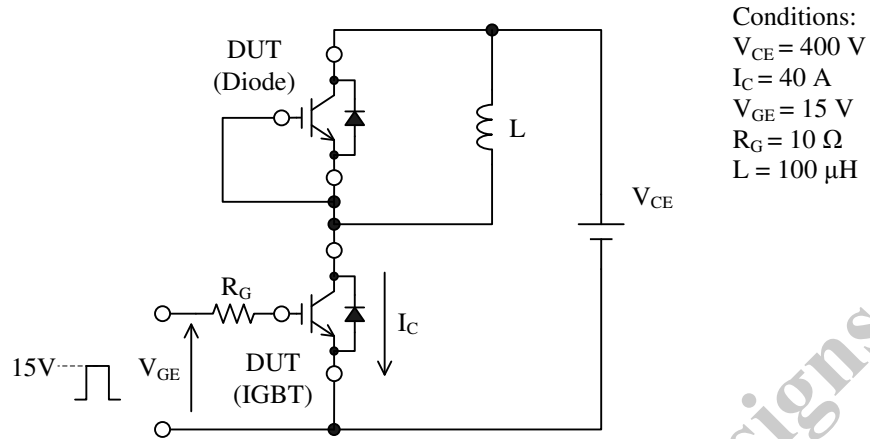 Conditions:
V_CE = 400 V
I_C = 40 A
V_GE = 15 V
R_G = 10 Ω
L = 100 μH
DUT
(Diode)
L
V_CE
R_G
I_C
15V
V_GE
DUT
(IGBT)
signs